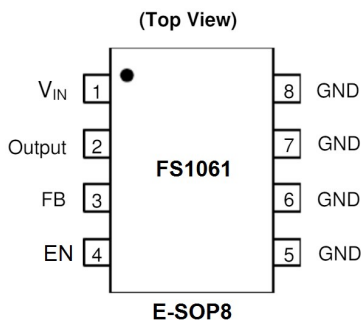 (Top View)
V_IN 1 8 GND
Output 2 7 GND
FS1061
FB 3 6 GND
EN 4 5 GND
E-SOP8